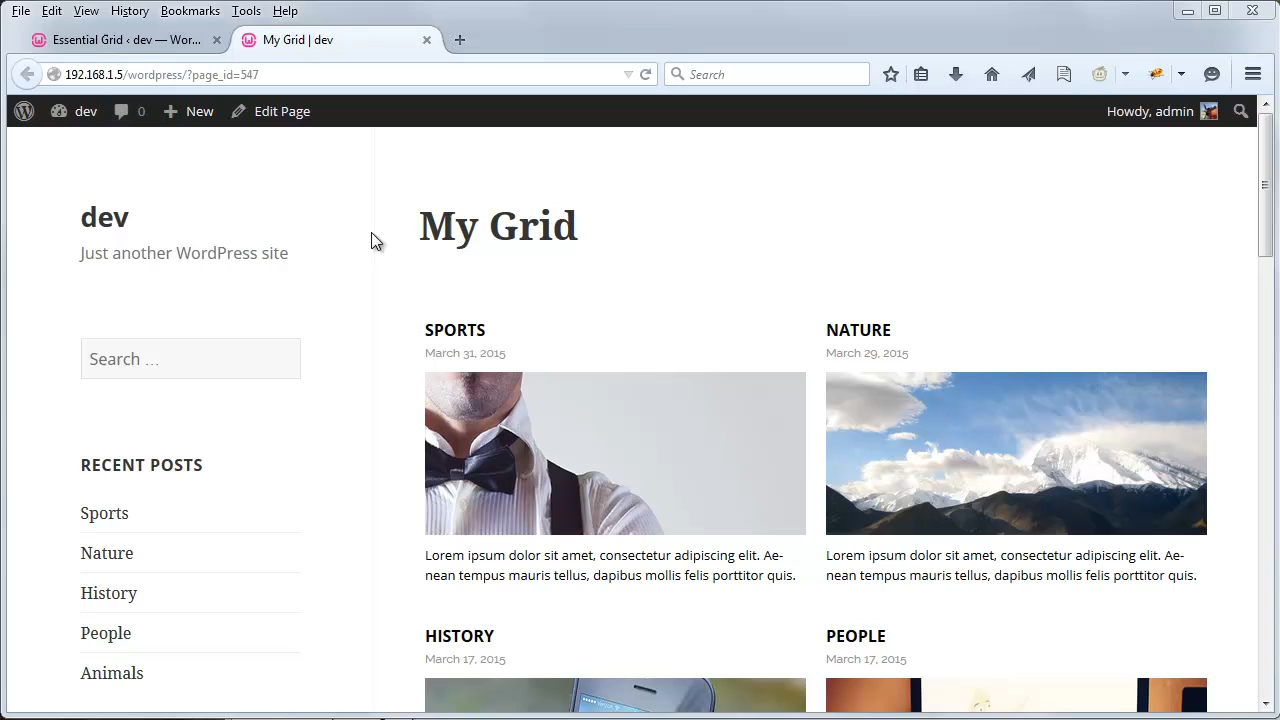 File Edit View History Bookmarks Tools Help
Essential Grid ‹ dev — Wor...
My Grid | dev
192.168.1.5/wordpress/?page_id=547
Search
dev 0 New Edit Page
Howdy, admin
dev
Just another WordPress site
Search ...
RECENT POSTS
Sports
Nature
History
People
Animals
My Grid
SPORTS
March 31, 2015
Lorem ipsum dolor sit amet, consectetur adipiscing elit. Ae-
nean tempus mauris tellus, dapibus mollis felis porttitor quis.
NATURE
March 29, 2015
Lorem ipsum dolor sit amet, consectetur adipiscing elit. Ae-
nean tempus mauris tellus, dapibus mollis felis porttitor quis.
HISTORY
March 17, 2015
PEOPLE
March 17, 2015